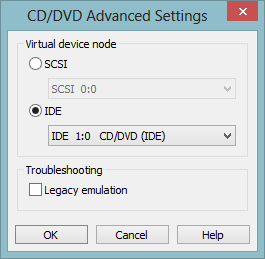 CD/DVD Advanced Settings
Virtual device node
SCSI
SCSI 0:0
IDE
IDE 1:0 CD/DVD (IDE)
Troubleshooting
Legacy emulation
OK Cancel Help